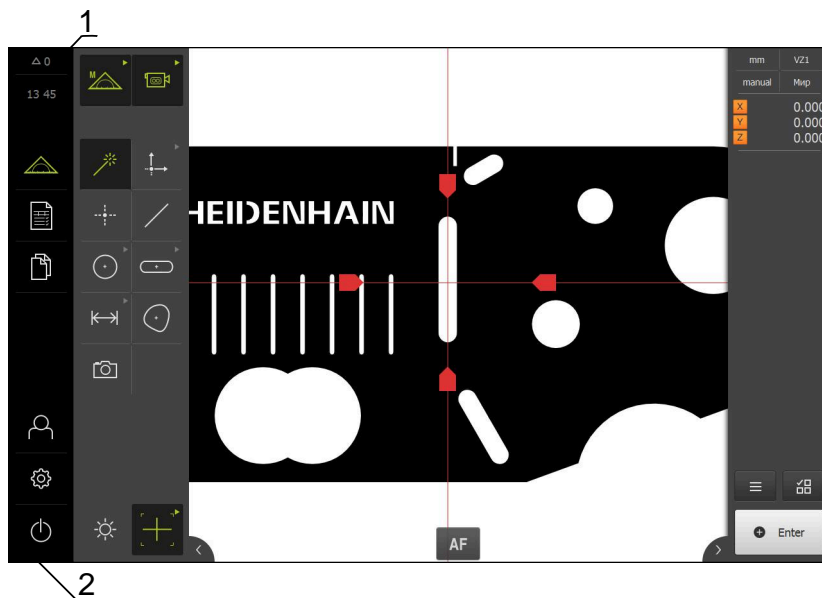 1
0
mm VZ1
13 45
M
manual Мир
X 0.000
Y 0.000
Z 0.000
HEIDENHAIN
Enter
AF
2